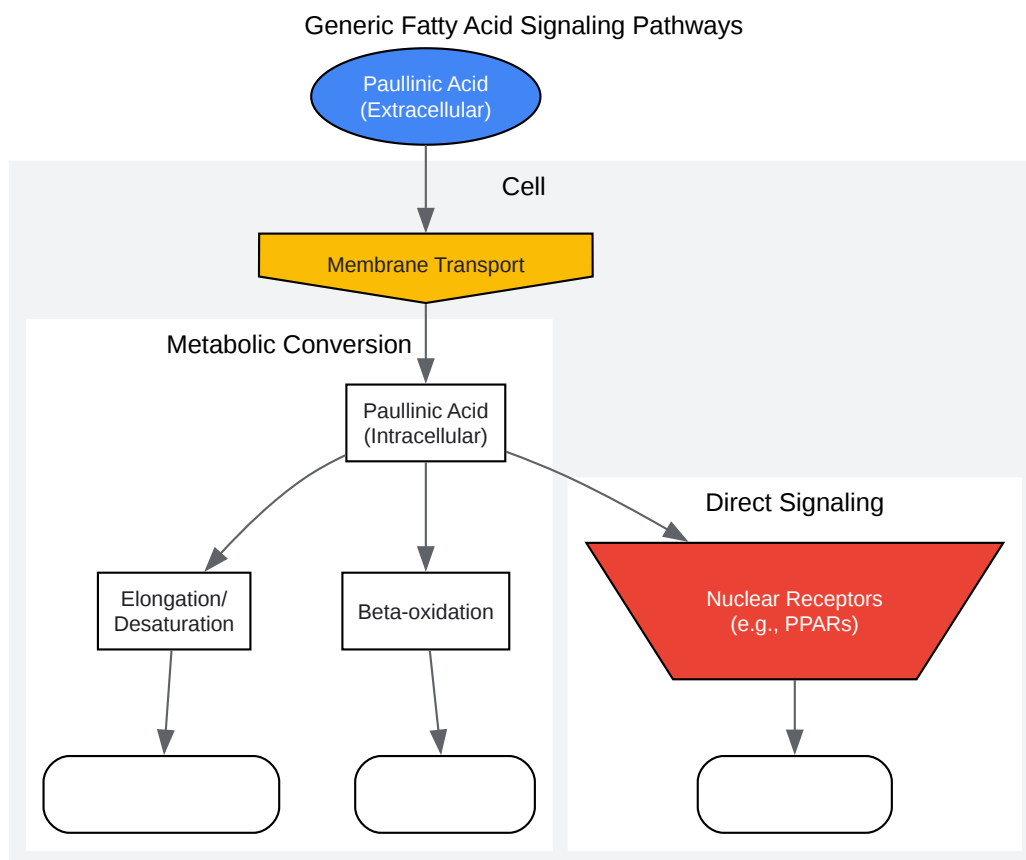 Generic Fatty Acid Signaling Pathways
Paullinic Acid
(Extracellular)
Cell
Membrane Transport
Metabolic Conversion
Paullinic Acid
(Intracellular)
Direct Signaling
Elongation/
Desaturation
Beta-oxidation
Nuclear Receptors
(e.g., PPARs)